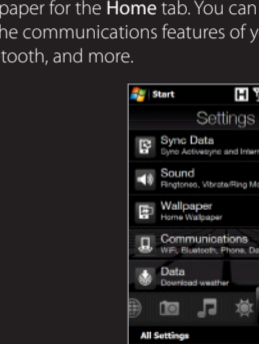 paper for the Home tab. You can
he communications features of y
tooth, and more.
Start
H
Settings
Sync Data
Sync Activesync and Intern
Sound
Ringtones, Vibrate/Ring Mo
Wallpaper
Home Wallpaper
Communications
WiFi, Bluetooth, Phone, Da
Data
Download weather
All Settings